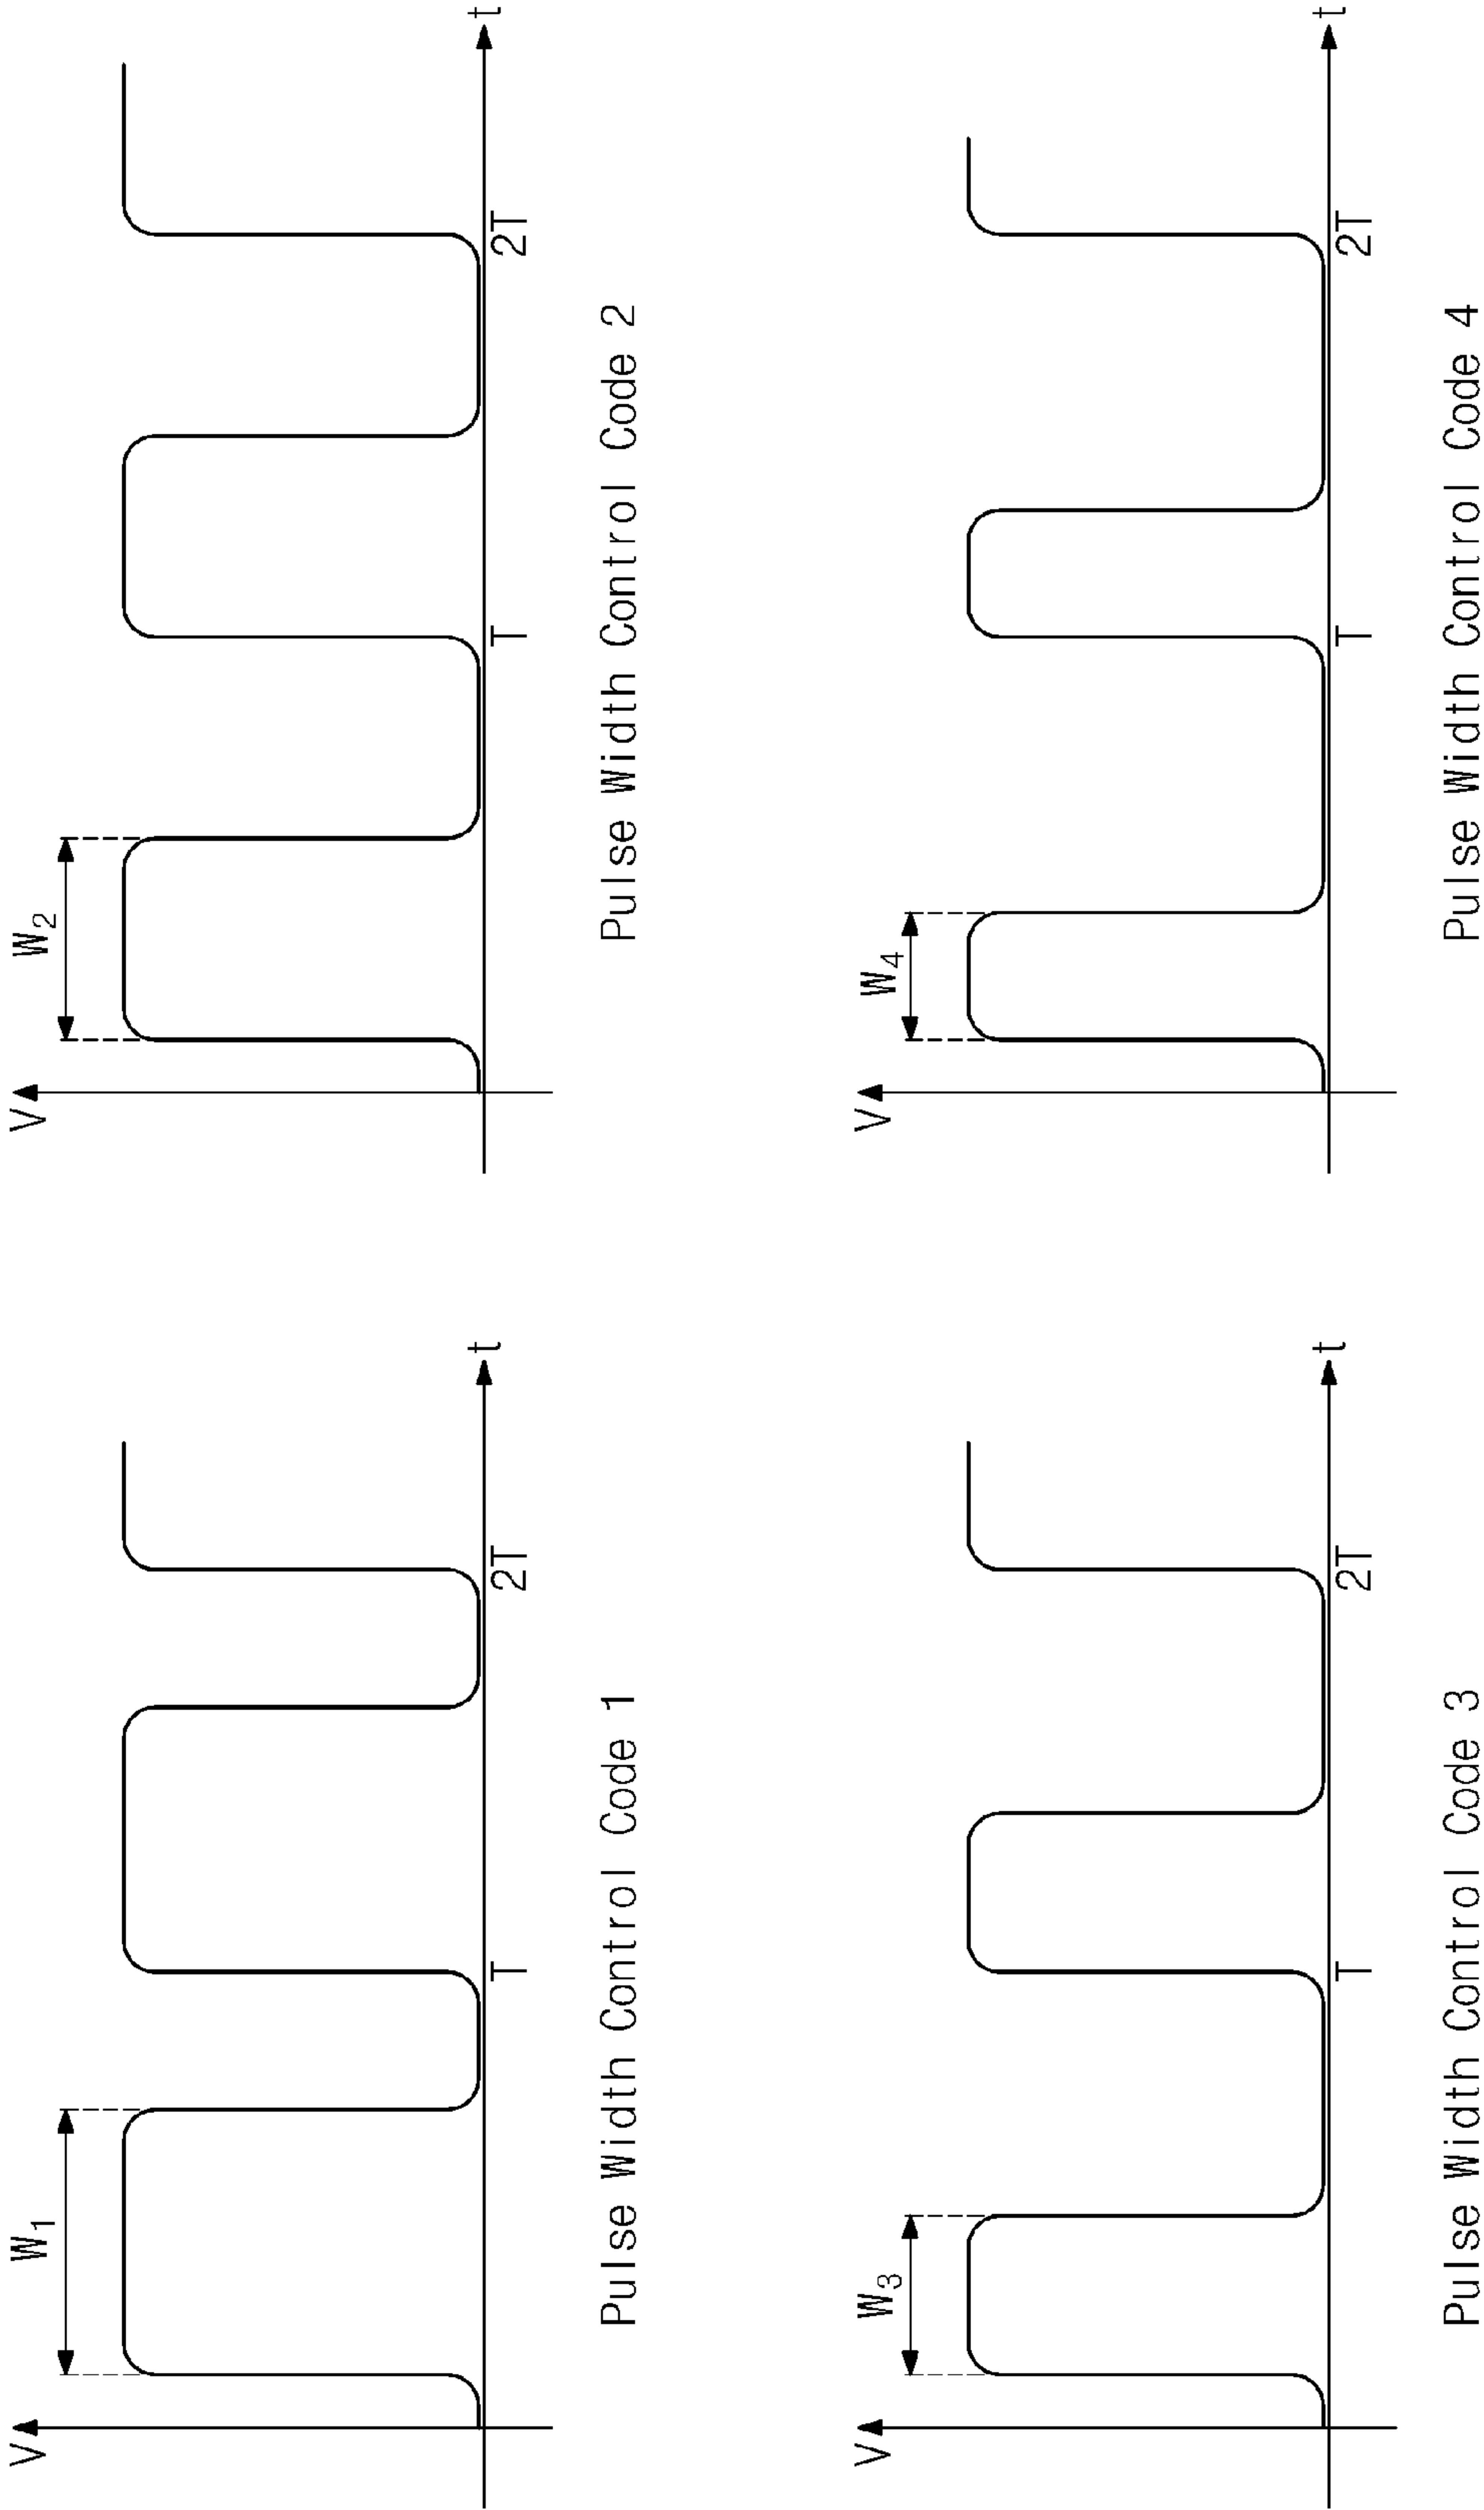 V
W1
T
2T
t
Pulse Width Control Code 1
V
W2
T
2T
t
Pulse Width Control Code 2
V
W3
T
2T
t
Pulse Width Control Code 3
V
W4
T
2T
t
Pulse Width Control Code 4